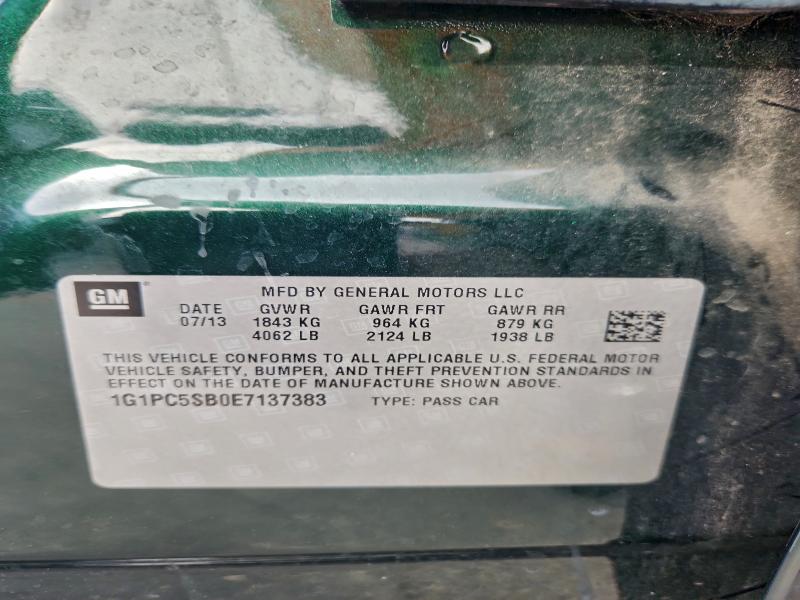 GM
MFD BY GENERAL MOTORS LLC
DATE GVWR GAWR FRT GAWR RR
07/13 1843 KG 964 KG 879 KG
4062 LB 2124 LB 1938 LB
THIS VEHICLE CONFORMS TO ALL APPLICABLE U.S. FEDERAL MOTOR
VEHICLE SAFETY, BUMPER, AND THEFT PREVENTION STANDARDS IN
EFFECT ON THE DATE OF MANUFACTURE SHOWN ABOVE.
1G1PC5SB0E7137383 TYPE: PASS CAR